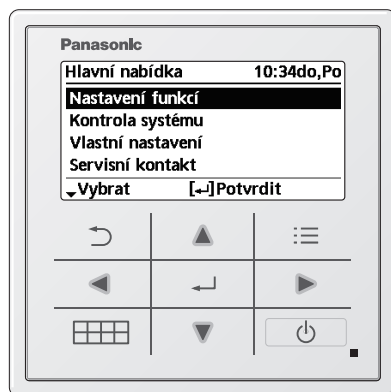 Panasonic
Hlavní nabídka 10:34do,Po
Nastavení funkcí
Kontrola systému
Vlastní nastavení
Servisní kontakt
Vybrat [↵]Potvrdit